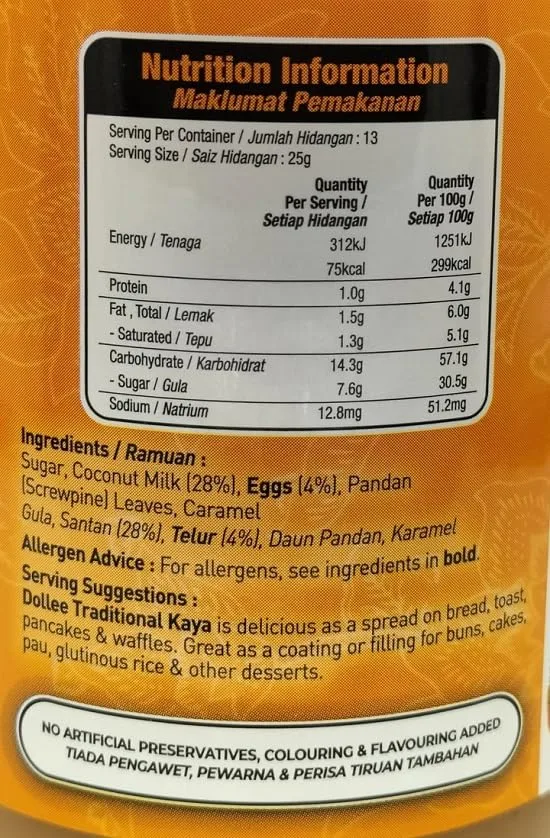 Nutrition Information
Maklumat Pemakanan
Serving Per Container / Jumlah Hidangan : 13
Serving Size / Saiz Hidangan : 25g
Quantity Per Serving / Setiap Hidangan Quantity Per 100g / Setiap 100g
Energy / Tenaga 312kJ 1251kJ
75kcal 299kcal
Protein 1.0g 4.1g
Fat , Total / Lemak 1.5g 6.0g
- Saturated / Tepu 1.3g 5.1g
Carbohydrate / Karbohidrat 14.3g 57.1g
- Sugar / Gula 7.6g 30.5g
Sodium / Natrium 12.8mg 51.2mg
Ingredients / Ramuan :
Sugar, Coconut Milk (28%), Eggs (4%), Pandan
(Screwpine) Leaves, Caramel
Gula, Santan (28%), Telur (4%), Daun Pandan, Karamel
Allergen Advice : For allergens, see ingredients in bold.
Serving Suggestions :
Dollee Traditional Kaya is delicious as a spread on bread, toast,
pancakes & waffles. Great as a coating or filling for buns, cakes,
pau, glutinous rice & other desserts.
NO ARTIFICIAL PRESERVATIVES, COLOURING & FLAVOURING ADDED
TIADA PENGAWET, PEWARNA & PERISA TIRUAN TAMBAHAN